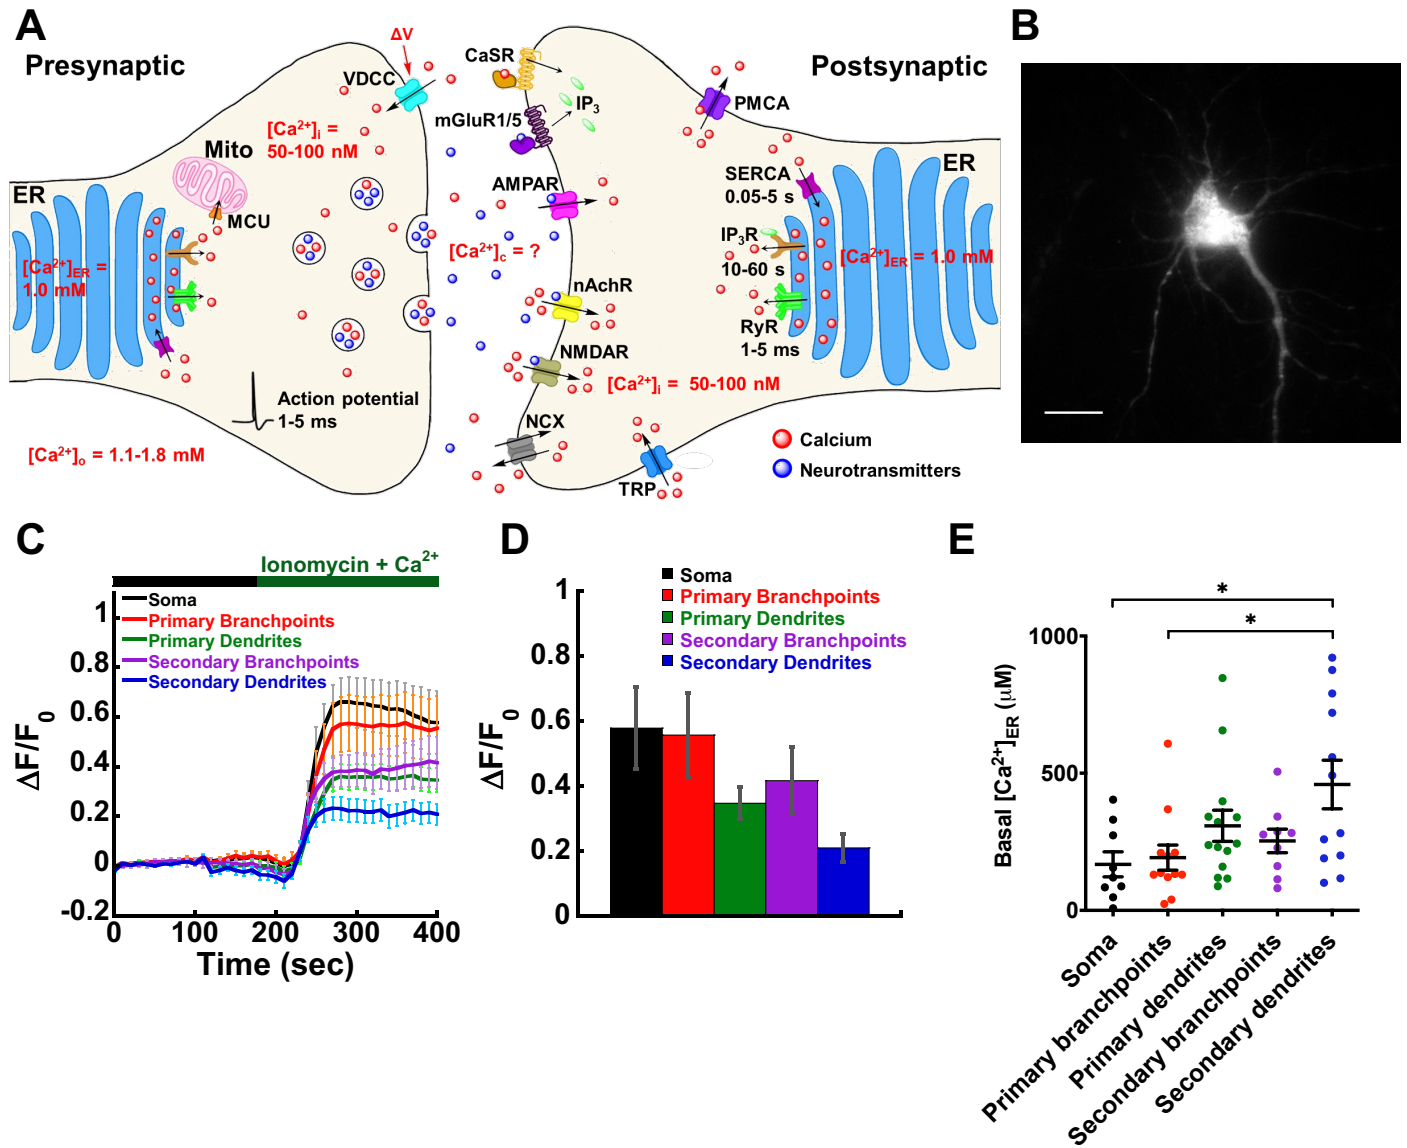 A
Presynaptic
Postsynaptic
ΔV
VDCC
CaSR
IP3
mGluR1/5
PMCA
[Ca2+]i =
50-100 nM
Mito
MCU
ER
[Ca2+]ER =
1.0 mM
AMPAR
[Ca2+]c = ?
nAchR
NMDAR
[Ca2+]i = 50-100 nM
NCX
TRP
SERCA
0.05-5 s
ER
IP3R
10-60 s
[Ca2+]ER = 1.0 mM
RyR
1-5 ms
Action potential
1-5 ms
[Ca2+]o = 1.1-1.8 mM
Calcium
Neurotransmitters
B
C
Ionomycin + Ca2+
Soma
Primary Branchpoints
Primary Dendrites
Secondary Branchpoints
Secondary Dendrites
1
0.8
0.6
0.4
0.2
0
-0.2
ΔF/F0
0 100 200 300 400
Time (sec)
D
Soma
Primary Branchpoints
Primary Dendrites
Secondary Branchpoints
Secondary Dendrites
1
0.8
0.6
0.4
0.2
0
ΔF/F0
E
*
*
1000
500
0
Basal [Ca2+]ER (μM)
Soma
Primary branchpoints
Primary dendrites
Secondary branchpoints
Secondary dendrites